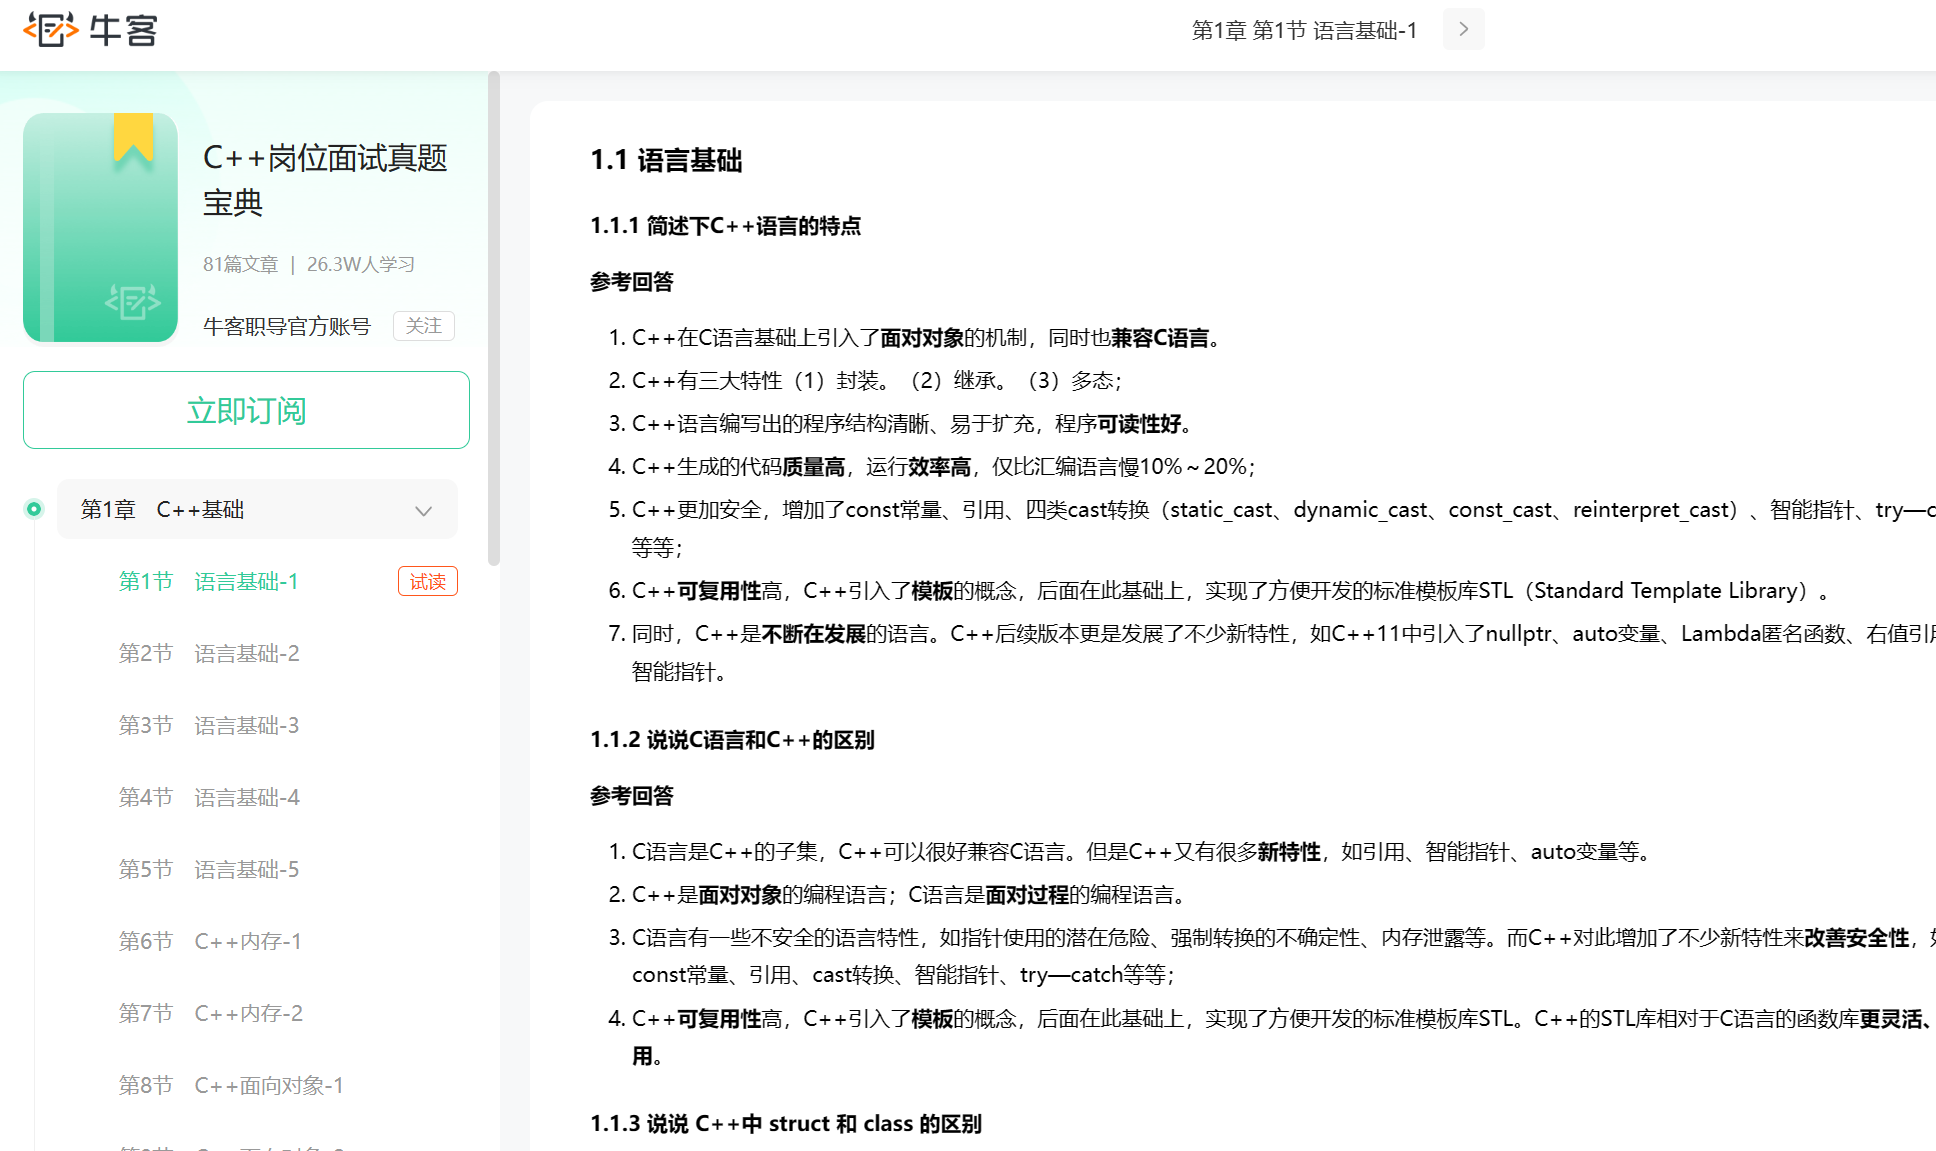 牛客
第1章 第1节 语言基础-1
C++岗位面试真题
宝典
81篇文章 | 26.3W人学习
牛客职导官方账号 关注
立即订阅
第1章 C++基础
第1节 语言基础-1 试读
第2节 语言基础-2
第3节 语言基础-3
第4节 语言基础-4
第5节 语言基础-5
第6节 C++内存-1
第7节 C++内存-2
第8节 C++面向对象-1
1.1 语言基础
1.1.1 简述下C++语言的特点
参考回答
1. C++在C语言基础上引入了面对对象的机制，同时也兼容C语言。
2. C++有三大特性（1）封装。（2）继承。（3）多态；
3. C++语言编写出的程序结构清晰、易于扩充，程序可读性好。
4. C++生成的代码质量高，运行效率高，仅比汇编语言慢10%～20%；
5. C++更加安全，增加了const常量、引用、四类cast转换（static_cast、dynamic_cast、const_cast、reinterpret_cast）、智能指针、try—c
等等；
6. C++可复用性高，C++引入了模板的概念，后面在此基础上，实现了方便开发的标准模板库STL（Standard Template Library）。
7. 同时，C++是不断在发展的语言。C++后续版本更是发展了不少新特性，如C++11中引入了nullptr、auto变量、Lambda匿名函数、右值引
智能指针。
1.1.2 说说C语言和C++的区别
参考回答
1. C语言是C++的子集，C++可以很好兼容C语言。但是C++又有很多新特性，如引用、智能指针、auto变量等。
2. C++是面对对象的编程语言；C语言是面对过程的编程语言。
3. C语言有一些不安全的语言特性，如指针使用的潜在危险、强制转换的不确定性、内存泄露等。而C++对此增加了不少新特性来改善安全性，
const常量、引用、cast转换、智能指针、try—catch等等；
4. C++可复用性高，C++引入了模板的概念，后面在此基础上，实现了方便开发的标准模板库STL。C++的STL库相对于C语言的函数库更灵活、
用。
1.1.3 说说 C++中 struct 和 class 的区别